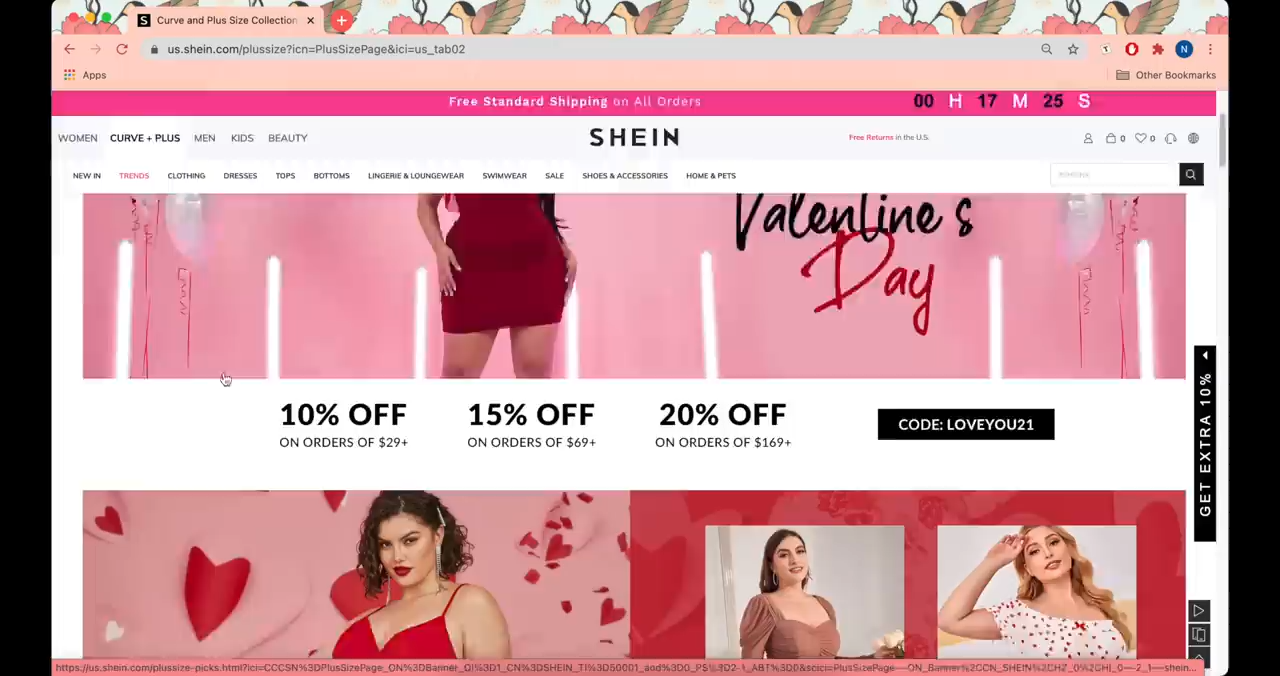 Curve and Plus Size Collection
us.shein.com/plussize?icn=PlusSizePage&ici=us_tab02
N
Apps
Other Bookmarks
Free Standard Shipping on All Orders
00 H 17 M 25 S
WOMEN CURVE + PLUS MEN KIDS BEAUTY
SHEIN
Free Returns in the U.S.
0 0
NEW IN TRENDS CLOTHING DRESSES TOPS BOTTOMS LINGERIE & LOUNGEWEAR SWIMWEAR SALE SHOES & ACCESSORIES HOME & PETS
Valentine's
Day
10% OFF
ON ORDERS OF $29+
15% OFF
ON ORDERS OF $69+
20% OFF
ON ORDERS OF $169+
CODE: LOVEYOU21
GET EXTRA 10%